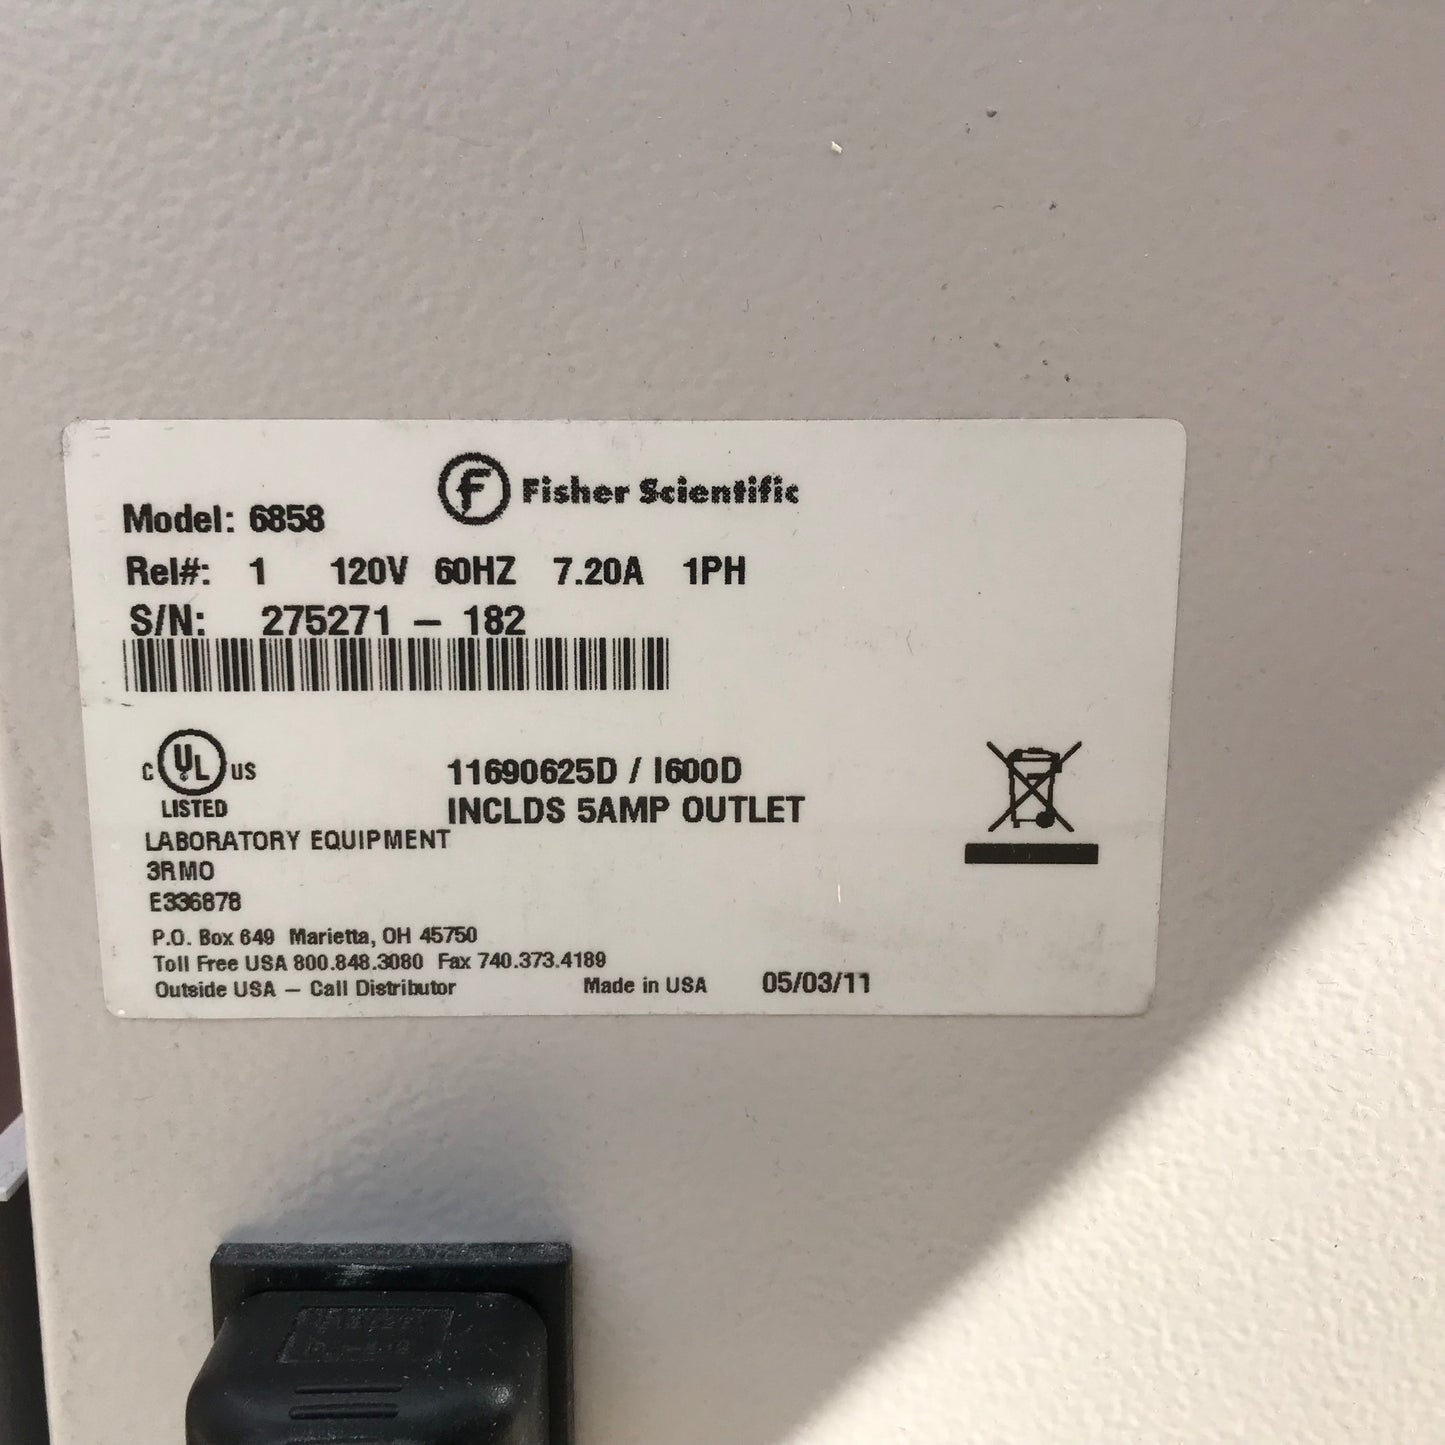 F Fisher Scientific
Model: 6858
Rel#: 1 120V 60HZ 7.20A 1PH
S/N: 275271 – 182
C UL US
LISTED
11690625D / I600D
INCLDS 5AMP OUTLET
LABORATORY EQUIPMENT
3RMO
E336878
P.O. Box 649 Marietta, OH 45750
Toll Free USA 800.848.3080 Fax 740.373.4189
Outside USA – Call Distributor Made in USA 05/03/11